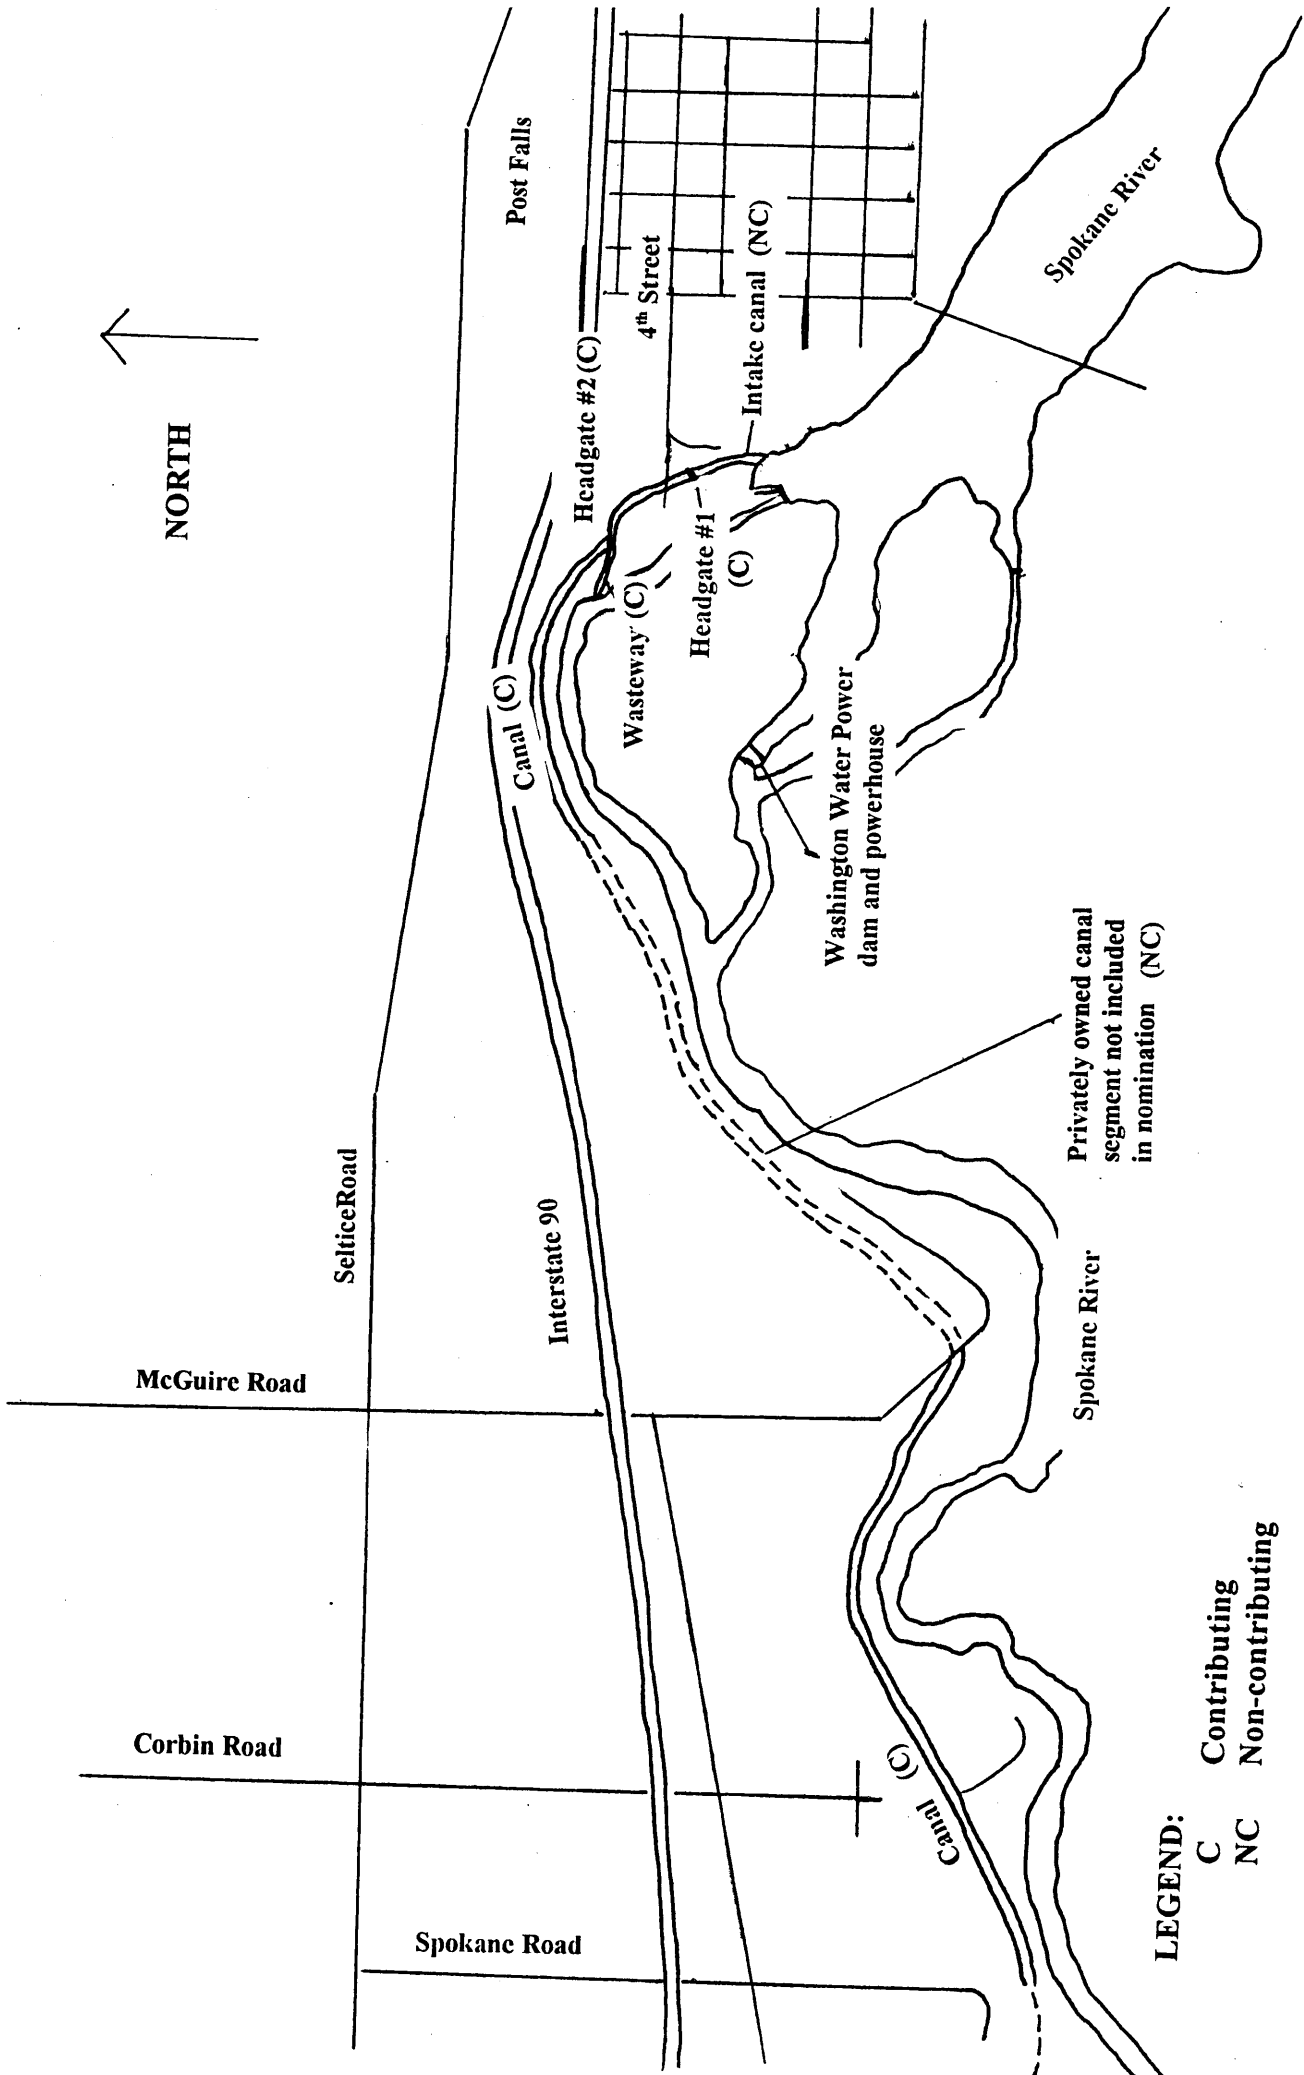 NORTH
Post Falls
4th Street
Headgate #2 (C)
Intake canal (NC)
Spokane River
Headgate #1
(C)
Wasteway (C)
Canal (C)
Washington Water Power
dam and powerhouse
Privately owned canal
segment not included
in nomination (NC)
SelticeRoad
Interstate 90
McGuire Road
Spokane River
Corbin Road
Canal (C)
Spokane Road
LEGEND:
C Contributing
NC Non-contributing